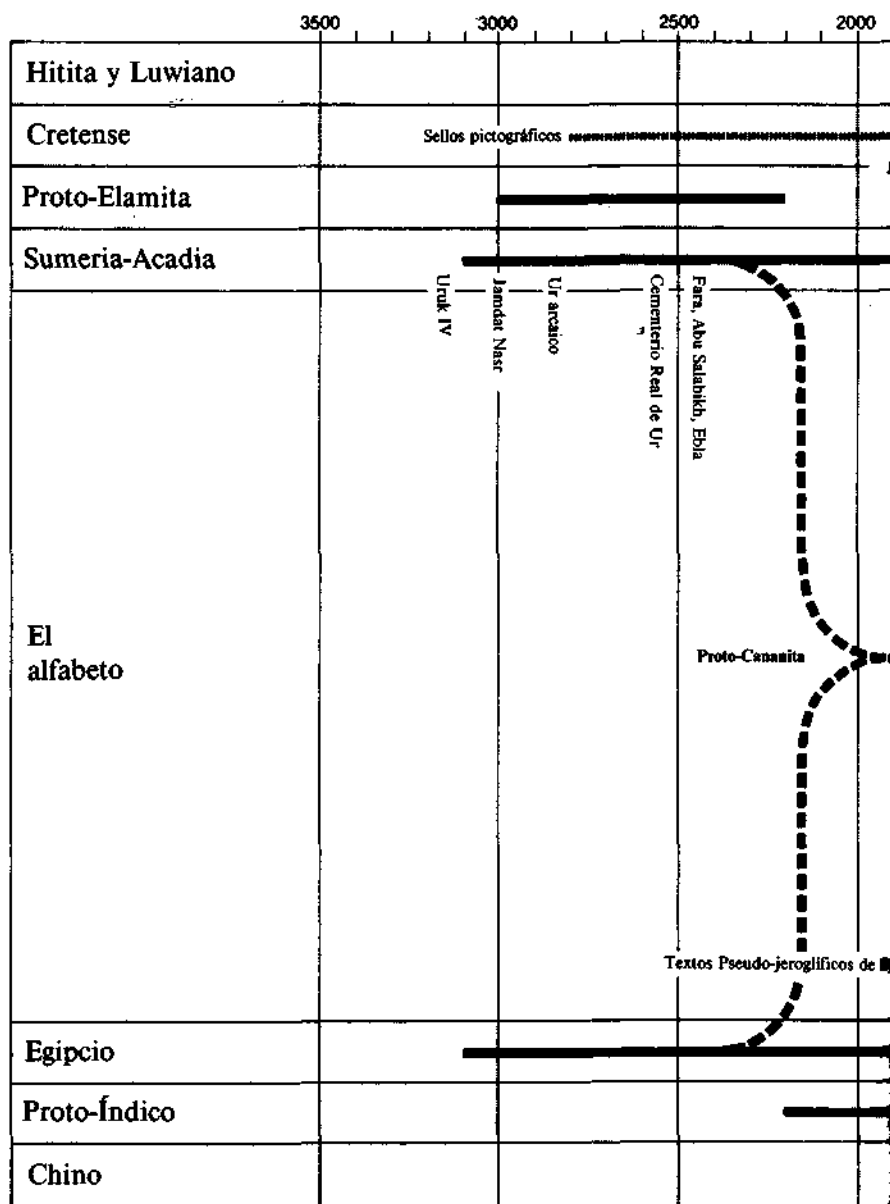 3500 3000 2500 2000
Hitita y Luwiano
Cretense
Sellos pictográficos
Proto-Elamita
Sumeria-Acadia
Uruk IV
Jamdat Nasr
Ur arcaico
Cementerio Real de Ur
"
Fara, Abu Salabikh, Ebla
El
alfabeto
Proto-Cananita
Textos Pseudo-jeroglíficos de
Egipcio
Proto-Índico
Chino